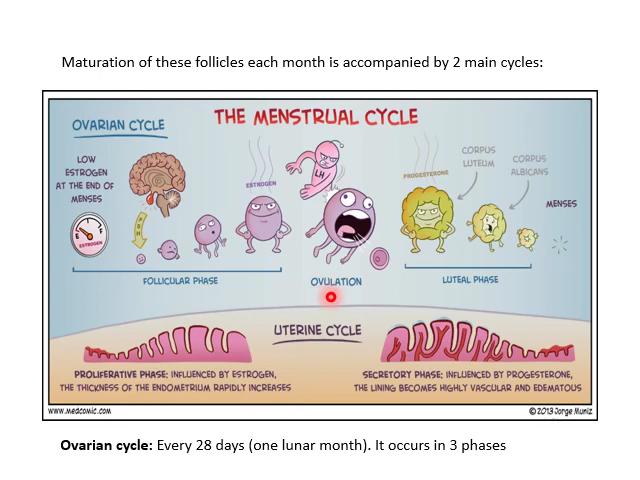 Maturation of these follicles each month is accompanied by 2 main cycles:
THE MENSTRUAL CYCLE
OVARIAN CYCLE
LOW
ESTROGEN
AT THE END OF
MENSES
E
F
ESTROGEN
ESTROGEN
LH
PROGESTERONE
CORPUS
LUTEUM
CORPUS
ALBICANS
MENSES
FOLLICULAR PHASE
OVULATION
LUTEAL PHASE
UTERINE CYCLE
PROLIFERATIVE PHASE: INFLUENCED BY ESTROGEN,
THE THICKNESS OF THE ENDOMETRIUM RAPIDLY INCREASES
SECRETORY PHASE: INFLUENCED BY PROGESTERONE,
THE LINING BECOMES HIGHLY VASCULAR AND EDEMATOUS
www.medcomic.com
©2013 Jorge Muniz
Ovarian cycle: Every 28 days (one lunar month). It occurs in 3 phases